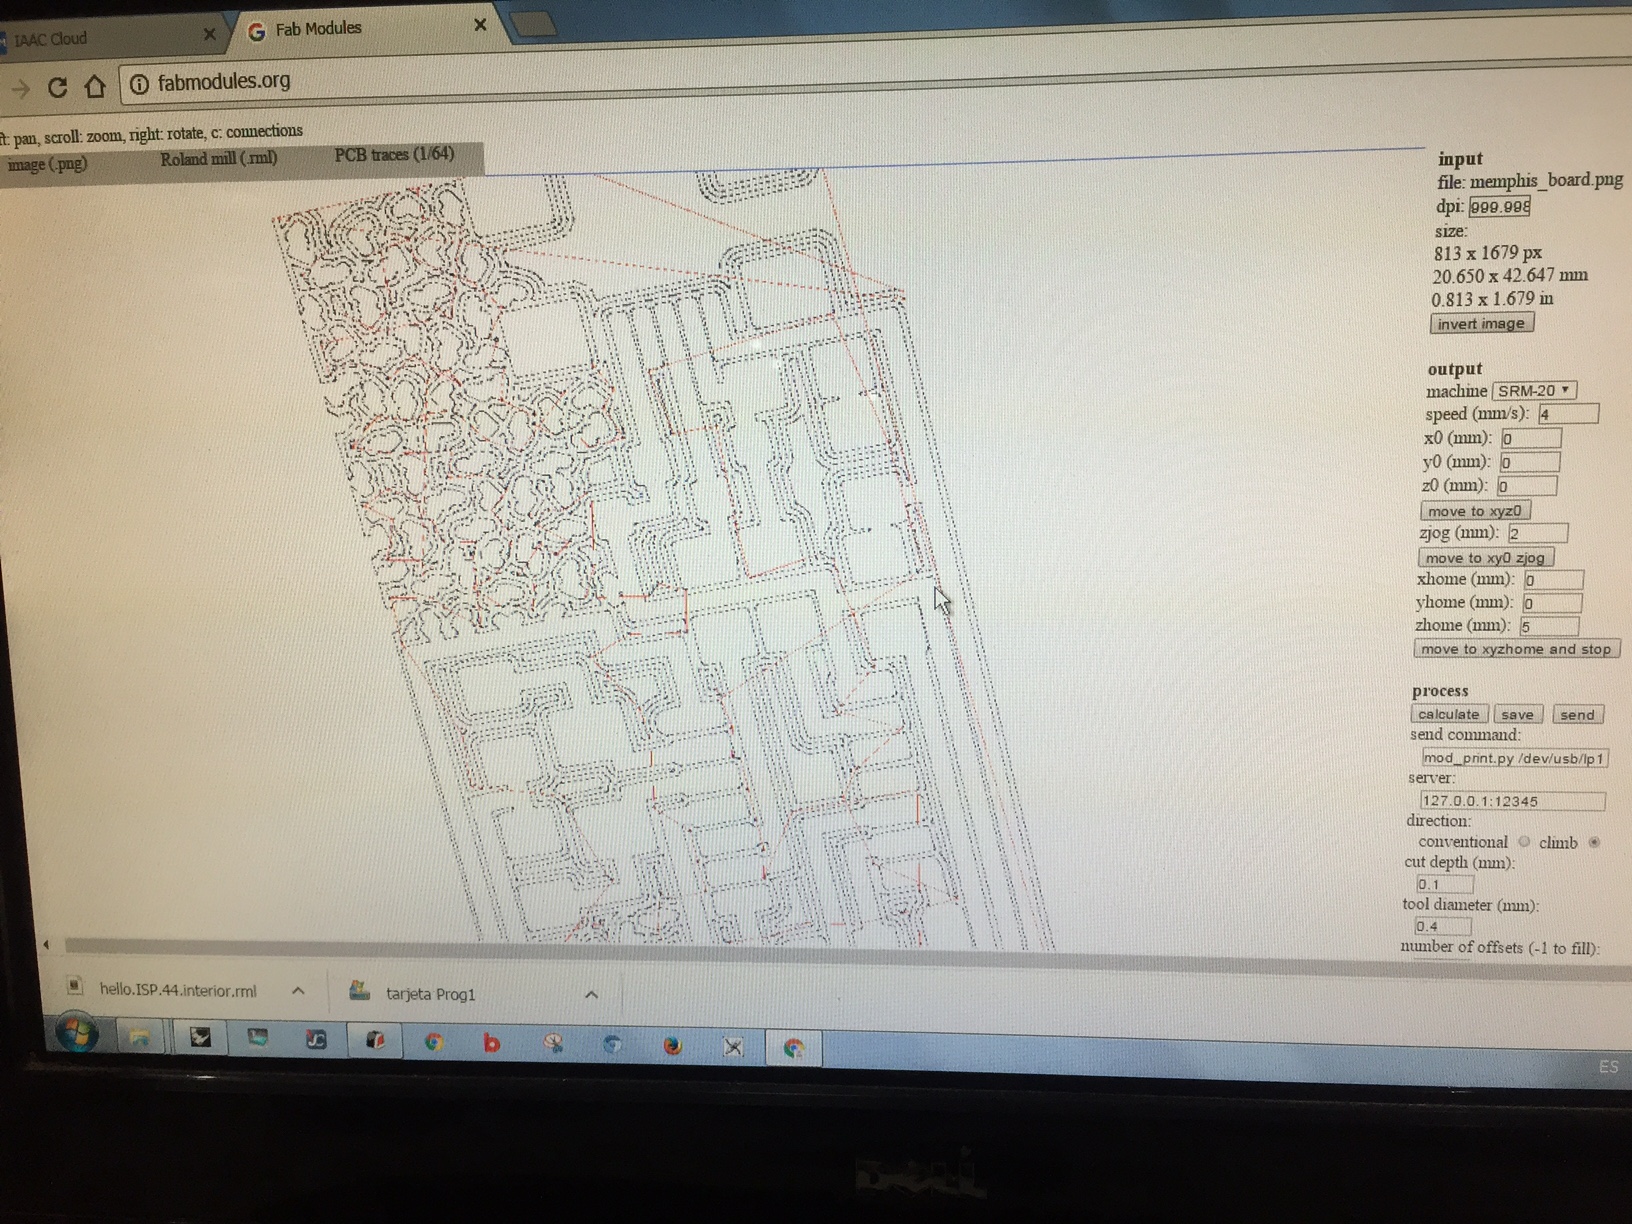 IAAC Cloud
Fab Modules
fabmodules.org
ft: pan, scroll: zoom, right: rotate, c: connections
image (.png) Roland mill (.rml) PCB traces (1/64)
input
file: memphis_board.png
dpi: 999.998
size:
813 x 1679 px
20.650 x 42.647 mm
0.813 x 1.679 in
invert image
output
machine SRM-20
speed (mm/s): 4
x0 (mm): 0
y0 (mm): 0
z0 (mm): 0
move to xyz0
zjog (mm): 2
move to xy0 zjog
xhome (mm): 0
yhome (mm): 0
zhome (mm): 5
move to xyzhome and stop
process
calculate save send
send command:
mod_print.py /dev/usb/lp1
server:
127.0.0.1:12345
direction:
conventional climb
cut depth (mm):
0.1
tool diameter (mm):
0.4
number of offsets (-1 to fill):
hello.ISP.44.interior.rml
tarjeta Prog1
ES
DELL